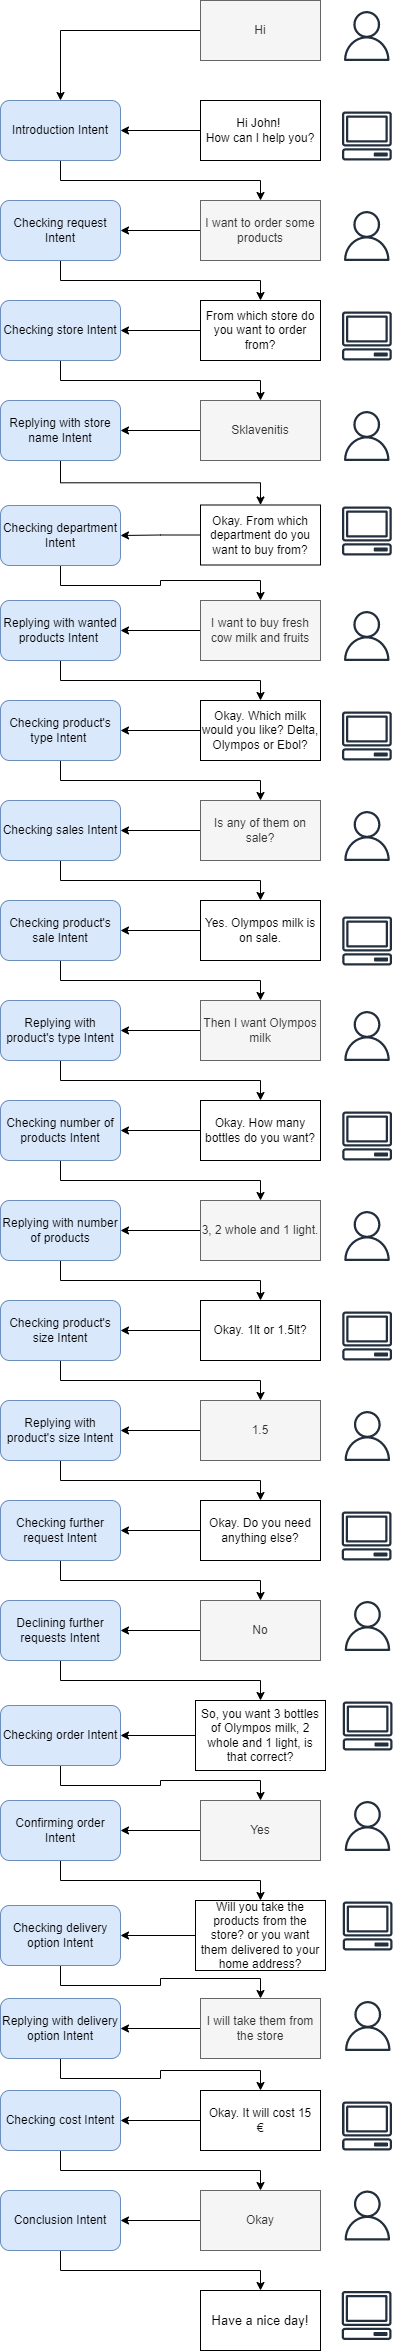 Hi
Introduction Intent
Hi John!
How can I help you?
Checking request
Intent
I want to order some
products
Checking store Intent
From which store do
you want to order
from?
Replying with store
name Intent
Sklavenitis
Checking department
Intent
Okay. From which
department do you
want to buy from?
Replying with wanted
products Intent
I want to buy fresh
cow milk and fruits
Checking product's
type Intent
Okay. Which milk
would you like? Delta,
Olympos or Ebol?
Checking sales Intent
Is any of them on
sale?
Checking product's
sale Intent
Yes. Olympos milk is
on sale.
Replying with
product's type Intent
Then I want Olympos
milk
Checking number of
products Intent
Okay. How many
bottles do you want?
Replying with number
of products
3, 2 whole and 1 light.
Checking product's
size Intent
Okay. 1lt or 1.5lt?
Replying with
product's size Intent
1.5
Checking further
request Intent
Okay. Do you need
anything else?
Declining further
requests Intent
No
Checking order Intent
So, you want 3 bottles
of Olympos milk, 2
whole and 1 light, is
that correct?
Confirming order
Intent
Yes
Checking delivery
option Intent
Will you take the
products from the
store? or you want
them delivered to your
home address?
Replying with delivery
option Intent
I will take them from
the store
Checking cost Intent
Okay. It will cost 15
€
Conclusion Intent
Okay
Have a nice day!